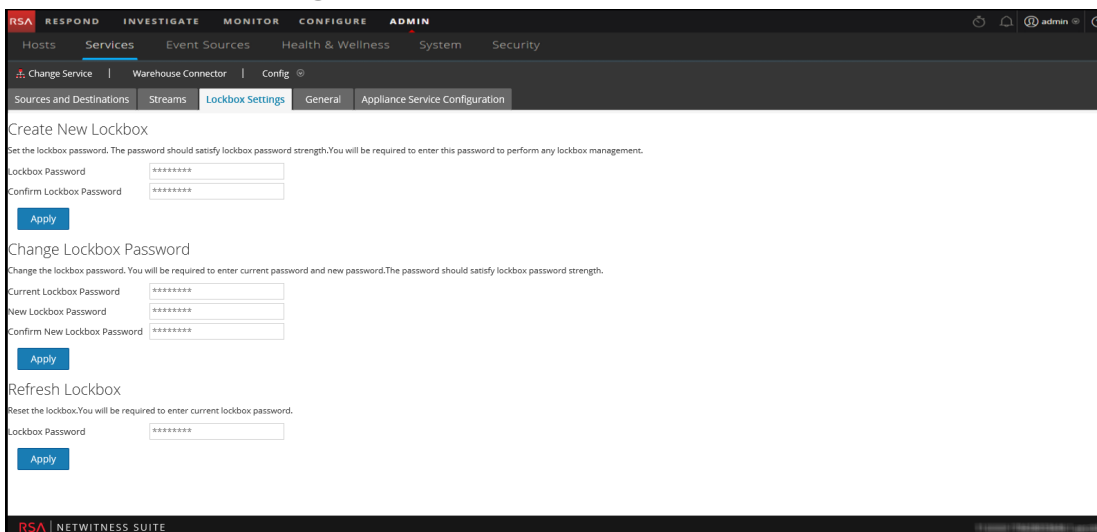 RSA RESPOND INVESTIGATE MONITOR CONFIGURE ADMIN admin
Hosts Services Event Sources Health & Wellness System Security
Change Service | Warehouse Connector | Config
Sources and Destinations Streams Lockbox Settings General Appliance Service Configuration
Create New Lockbox
Set the lockbox password. The password should satisfy lockbox password strength.You will be required to enter this password to perform any lockbox management.
Lockbox Password ********
Confirm Lockbox Password ********
Apply
Change Lockbox Password
Change the lockbox password. You will be required to enter current password and new password.The password should satisfy lockbox password strength.
Current Lockbox Password ********
New Lockbox Password ********
Confirm New Lockbox Password ********
Apply
Refresh Lockbox
Reset the lockbox.You will be required to enter current lockbox password.
Lockbox Password ********
Apply
RSA | NETWITNESS SUITE